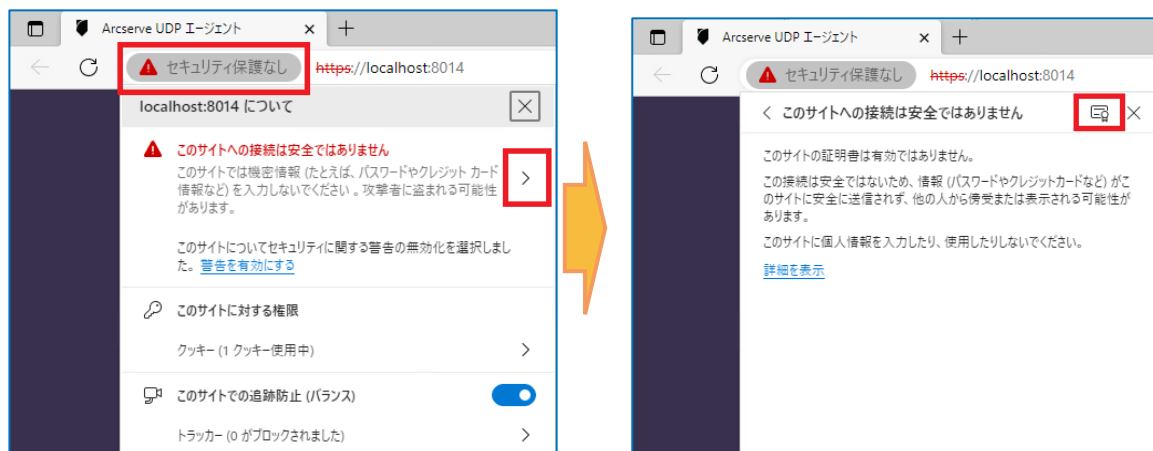 Arcserve UDP エージェント
セキュリティ保護なし https://localhost:8014
localhost:8014 について
このサイトへの接続は安全ではありません
このサイトでは機密情報 (たとえば、パスワードやクレジット カード
情報など) を入力しないでください 。攻撃者に盗まれる可能性
があります。
このサイトについてセキュリティに関する警告の無効化を選択しまし
た。 警告を有効にする
このサイトに対する権限
クッキー (1 クッキー使用中)
このサイトでの追跡防止 (バランス)
トラッカー (0 がブロックされました)
Arcserve UDP エージェント
セキュリティ保護なし https://localhost:8014
このサイトへの接続は安全ではありません
このサイトの証明書は有効ではありません。
この接続は安全ではないため、情報 (パスワードやクレジットカードなど) がこ
のサイトに安全に送信されず、他の人から傍受または表示される可能性が
あります。
このサイトに個人情報を入力したり、使用したりしないでください。
詳細を表示